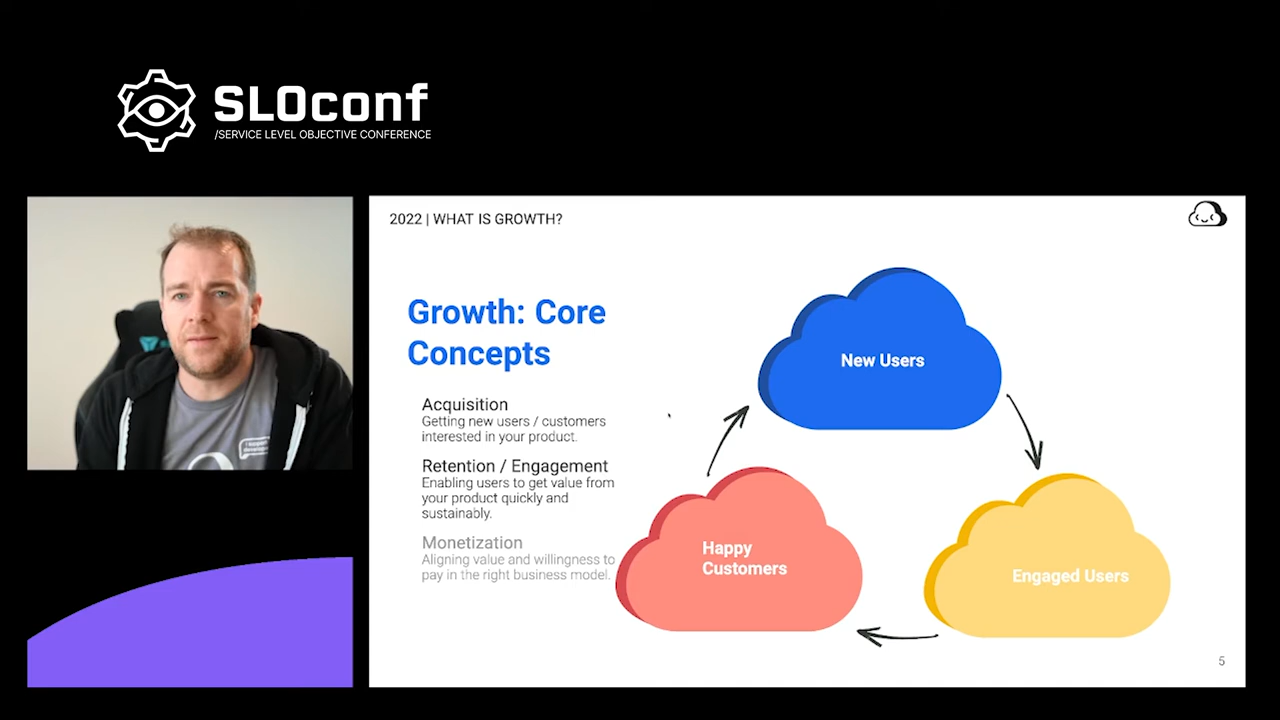 SLOconf
/SERVICE LEVEL OBJECTIVE CONFERENCE
2022 | WHAT IS GROWTH?
Growth: Core
Concepts
Acquisition
Getting new users / customers
interested in your product.
Retention / Engagement
Enabling users to get value from
your product quickly and
sustainably.
Monetization
Aligning value and willingness to
pay in the right business model.
New Users
Happy
Customers
Engaged Users
5